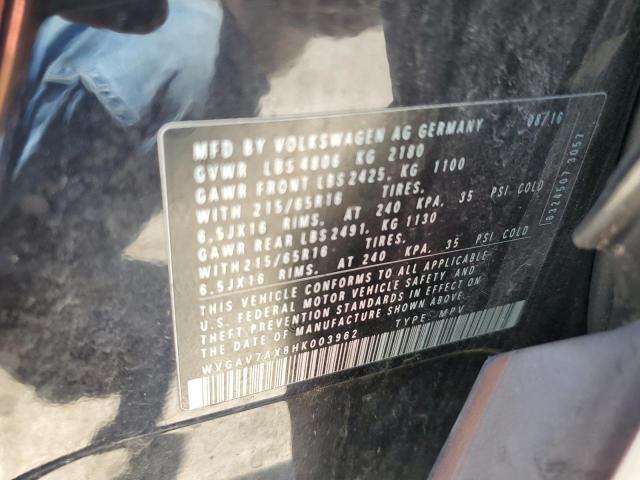 MFD BY VOLKSWAGEN AG GERMANY 08/16
GVWR LBS 4806 KG 2180
GAWR FRONT LBS 2425, KG 1100
WITH 215/65R16 TIRES,
6.5JX16 RIMS, AT 240 KPA, 35 PSI COLD
GAWR REAR LBS 2491, KG 1130
WITH 215/65R16 TIRES,
6.5JX16 RIMS, AT 240 KPA, 35 PSI COLD
THIS VEHICLE CONFORMS TO ALL APPLICABLE
U.S. FEDERAL MOTOR VEHICLE SAFETY AND
THEFT PREVENTION STANDARDS IN EFFECT ON
THE DATE OF MANUFACTURE SHOWN ABOVE.
WVGAV7AX8HK003962 TYPE: MPV